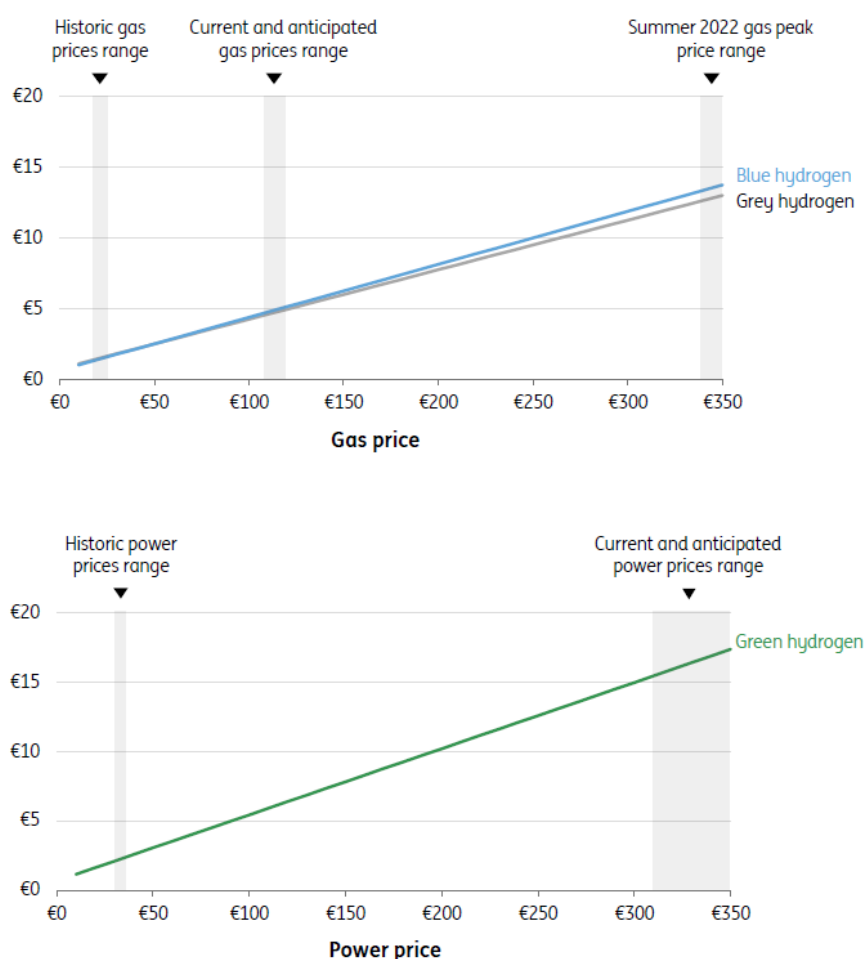 Historic gas
prices range
Current and anticipated
gas prices range
Summer 2022 gas peak
price range
€20
€15
€10
€5
€0
Blue hydrogen
Grey hydrogen
€0 €50 €100 €150 €200 €250 €300 €350
Gas price
Historic power
prices range
Current and anticipated
power prices range
€20
€15
€10
€5
€0
Green hydrogen
€0 €50 €100 €150 €200 €250 €300 €350
Power price